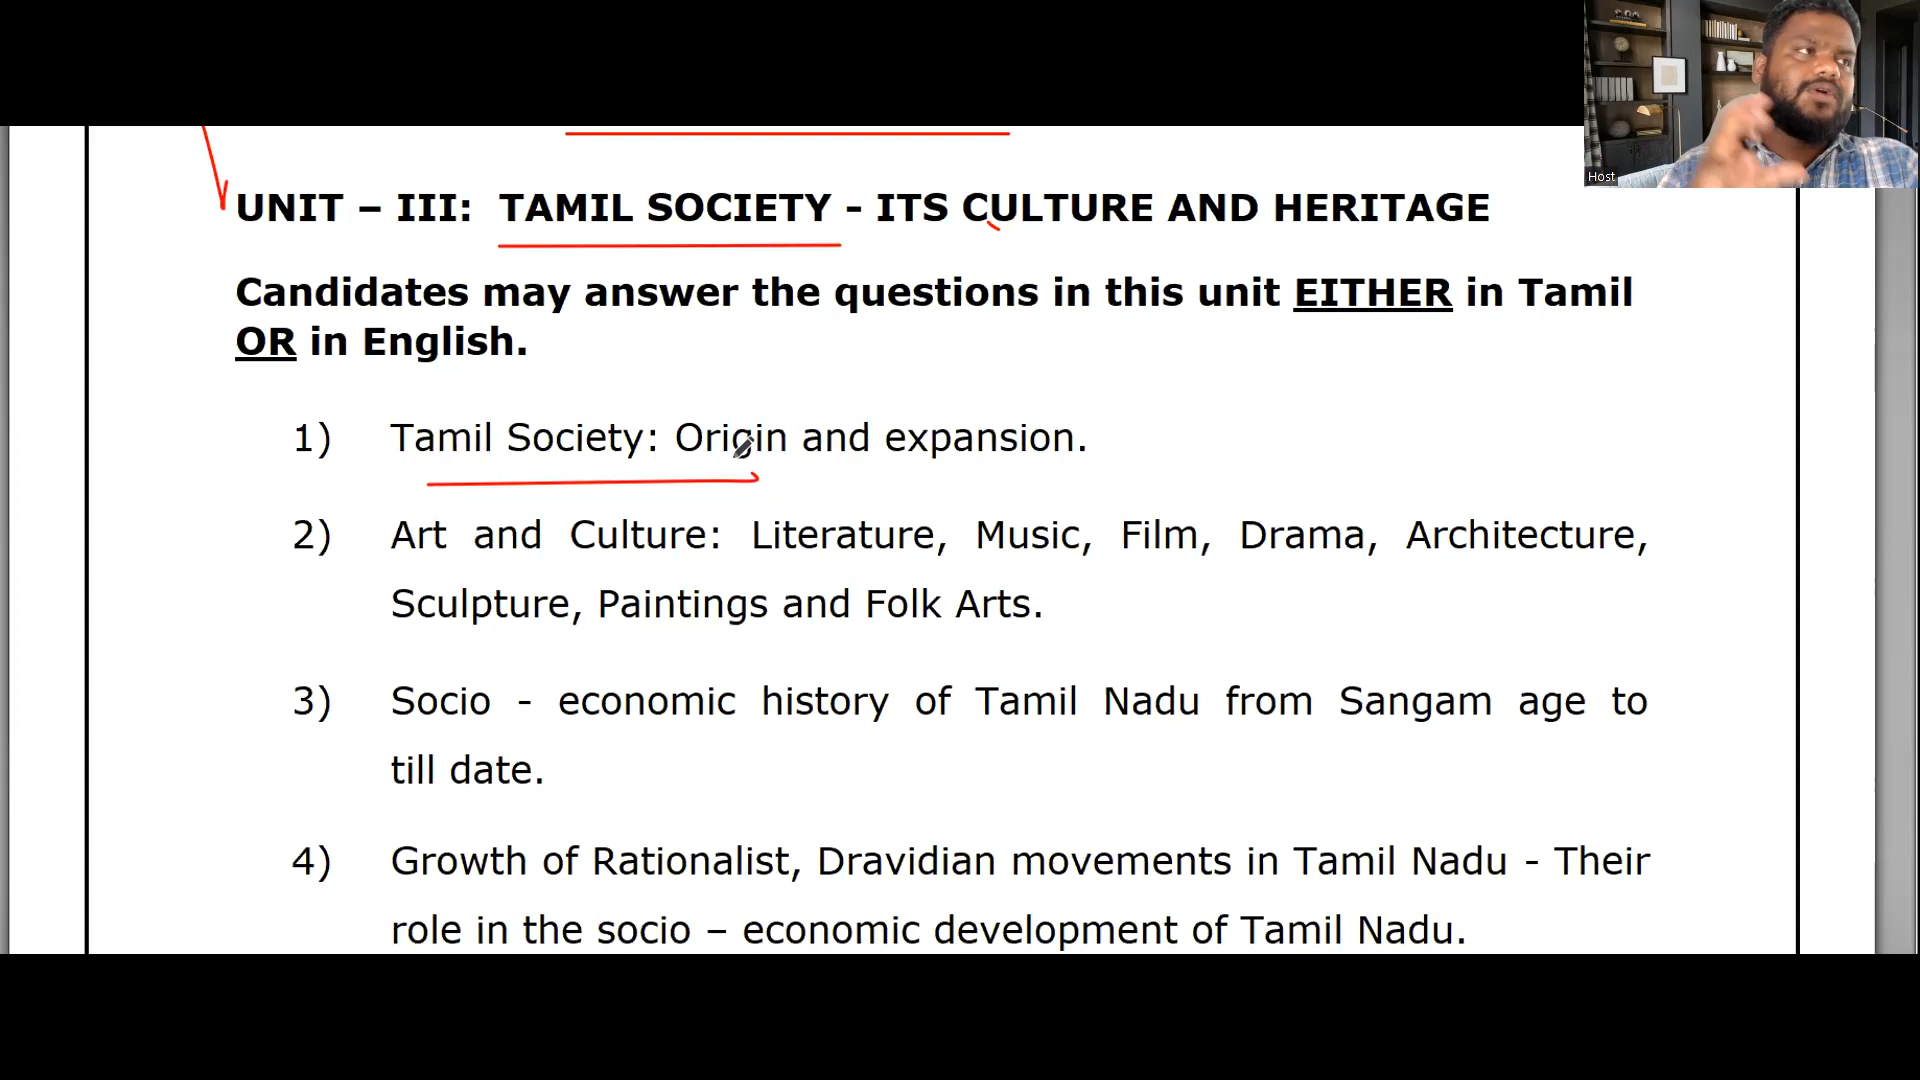 Host
UNIT – III: TAMIL SOCIETY - ITS CULTURE AND HERITAGE
Candidates may answer the questions in this unit EITHER in Tamil
OR in English.
1) Tamil Society: Origin and expansion.
2) Art and Culture: Literature, Music, Film, Drama, Architecture,
Sculpture, Paintings and Folk Arts.
3) Socio - economic history of Tamil Nadu from Sangam age to
till date.
4) Growth of Rationalist, Dravidian movements in Tamil Nadu - Their
role in the socio – economic development of Tamil Nadu.